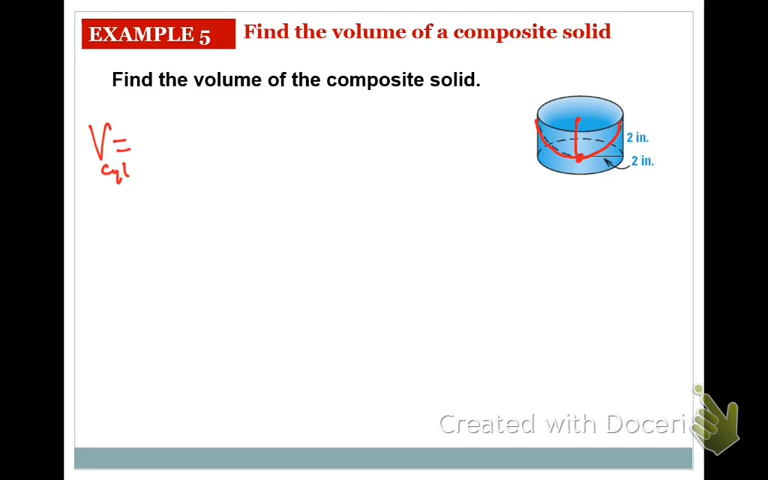 EXAMPLE 5
Find the volume of a composite solid
Find the volume of the composite solid.
V=
cyl
2 in.
2 in.
Created with Doceri